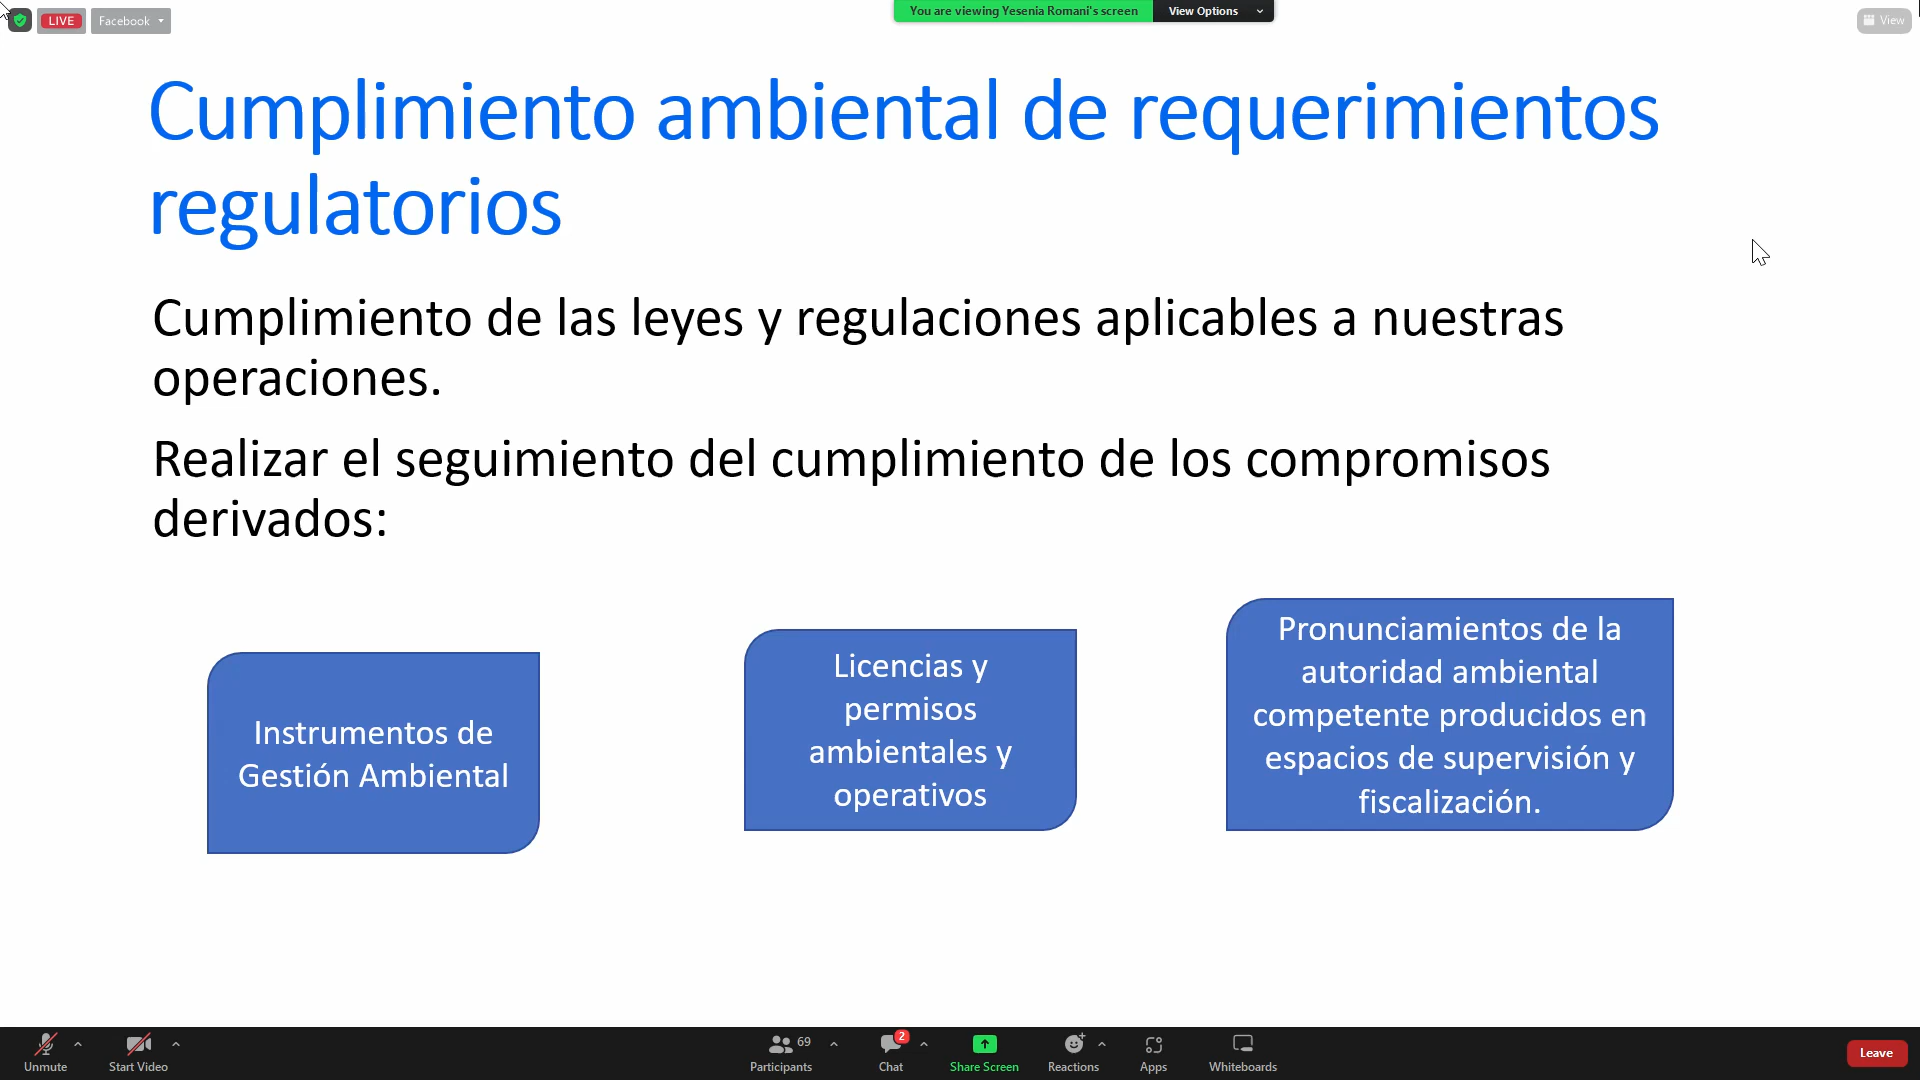 LIVE
Facebook
You are viewing Yesenia Romani's screen
View Options
View
Cumplimiento ambiental de requerimientos
regulatorios
Cumplimiento de las leyes y regulaciones aplicables a nuestras
operaciones.
Realizar el seguimiento del cumplimiento de los compromisos
derivados:
Instrumentos de
Gestión Ambiental
Licencias y
permisos
ambientales y
operativos
Pronunciamientos de la
autoridad ambiental
competente producidos en
espacios de supervisión y
fiscalización.
Unmute
Start Video
69
Participants
2
Chat
Share Screen
Reactions
Apps
Whiteboards
Leave